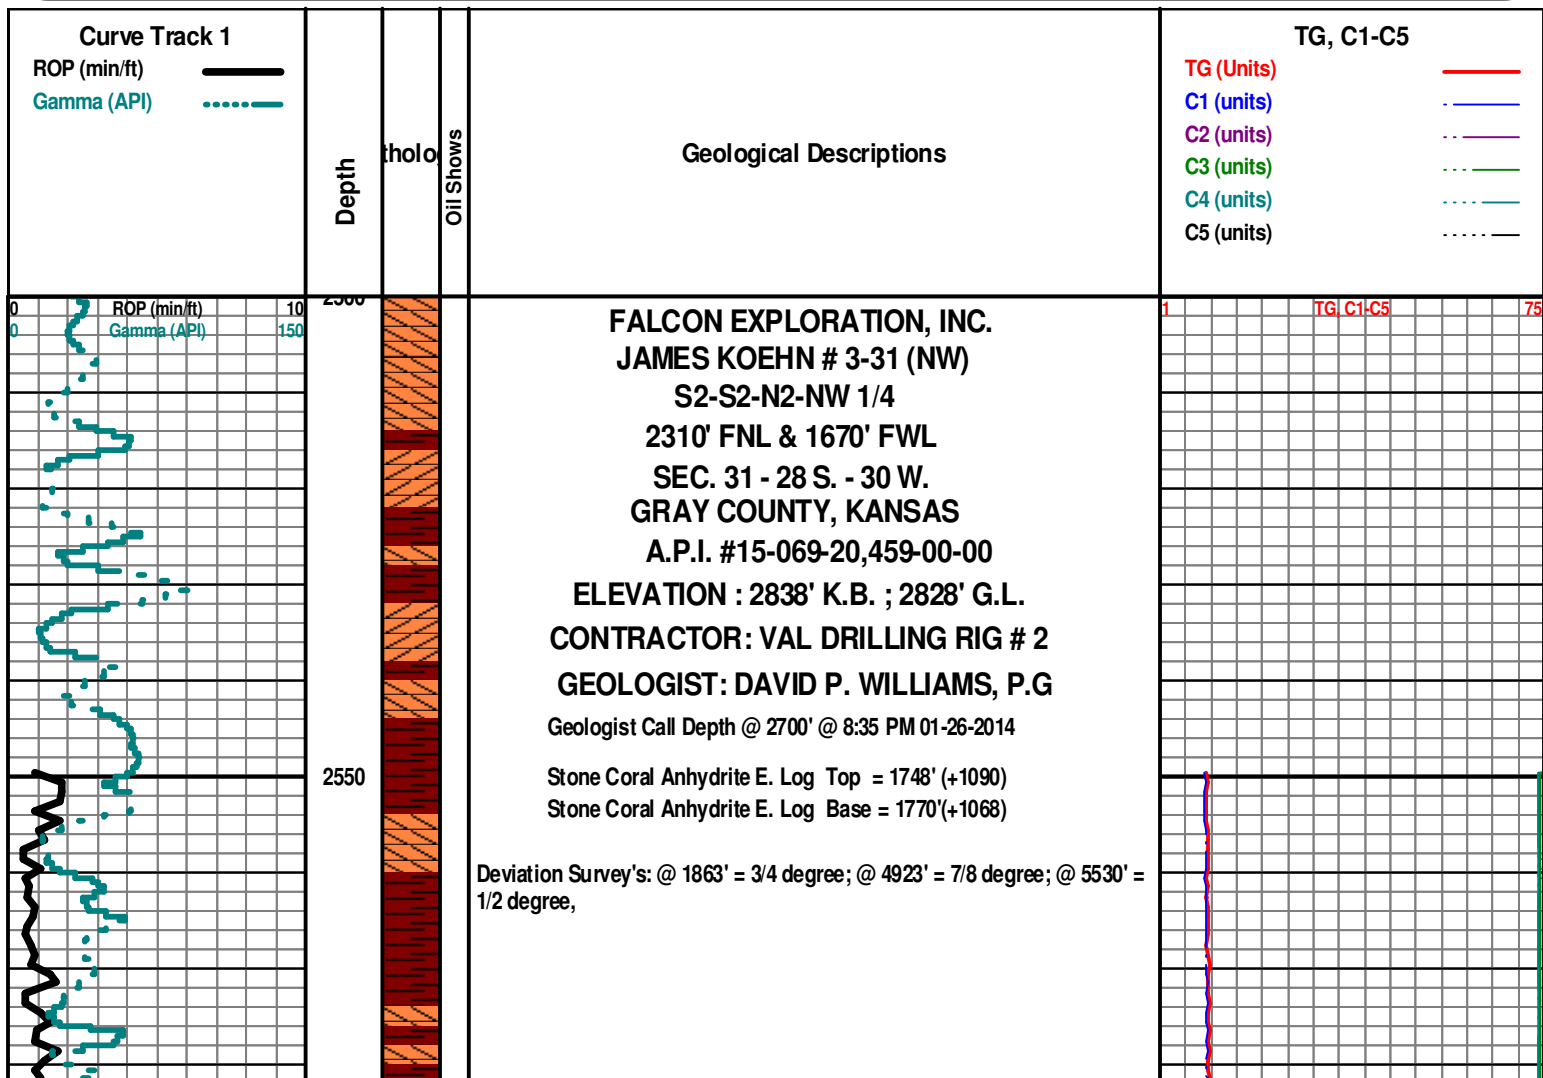 Curve Track 1
ROP (min/ft)
Gamma (API)
Depth
tholo
Oil Shows
Geological Descriptions
TG, C1-C5
TG (Units)
C1 (units)
C2 (units)
C3 (units)
C4 (units)
C5 (units)
0 ROP (min/ft) 10
0 Gamma (API) 150
2500
1 TG, C1-C5 75
FALCON EXPLORATION, INC.
JAMES KOEHN # 3-31 (NW)
S2-S2-N2-NW 1/4
2310' FNL & 1670' FWL
SEC. 31 - 28 S. - 30 W.
GRAY COUNTY, KANSAS
A.P.I. #15-069-20,459-00-00
ELEVATION : 2838' K.B. ; 2828' G.L.
CONTRACTOR: VAL DRILLING RIG # 2
GEOLOGIST: DAVID P. WILLIAMS, P.G
Geologist Call Depth @ 2700' @ 8:35 PM 01-26-2014
2550
Stone Coral Anhydrite E. Log Top = 1748' (+1090)
Stone Coral Anhydrite E. Log Base = 1770'(+1068)
Deviation Survey's: @ 1863' = 3/4 degree; @ 4923' = 7/8 degree; @ 5530' =
1/2 degree,